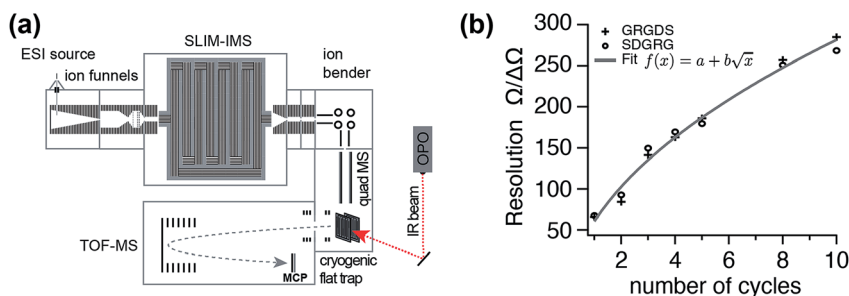 (a)
SLIM-IMS
ESI source
ion funnels
ion
bender
quad MS
OPO
IR beam
TOF-MS
MCP
cryogenic
flat trap
(b)
Resolution Ω/ΔΩ
300
250
200
150
100
50
+ GRGDS
o SDGRG
Fit f(x) = a + b√x
2 4 6 8 10
number of cycles